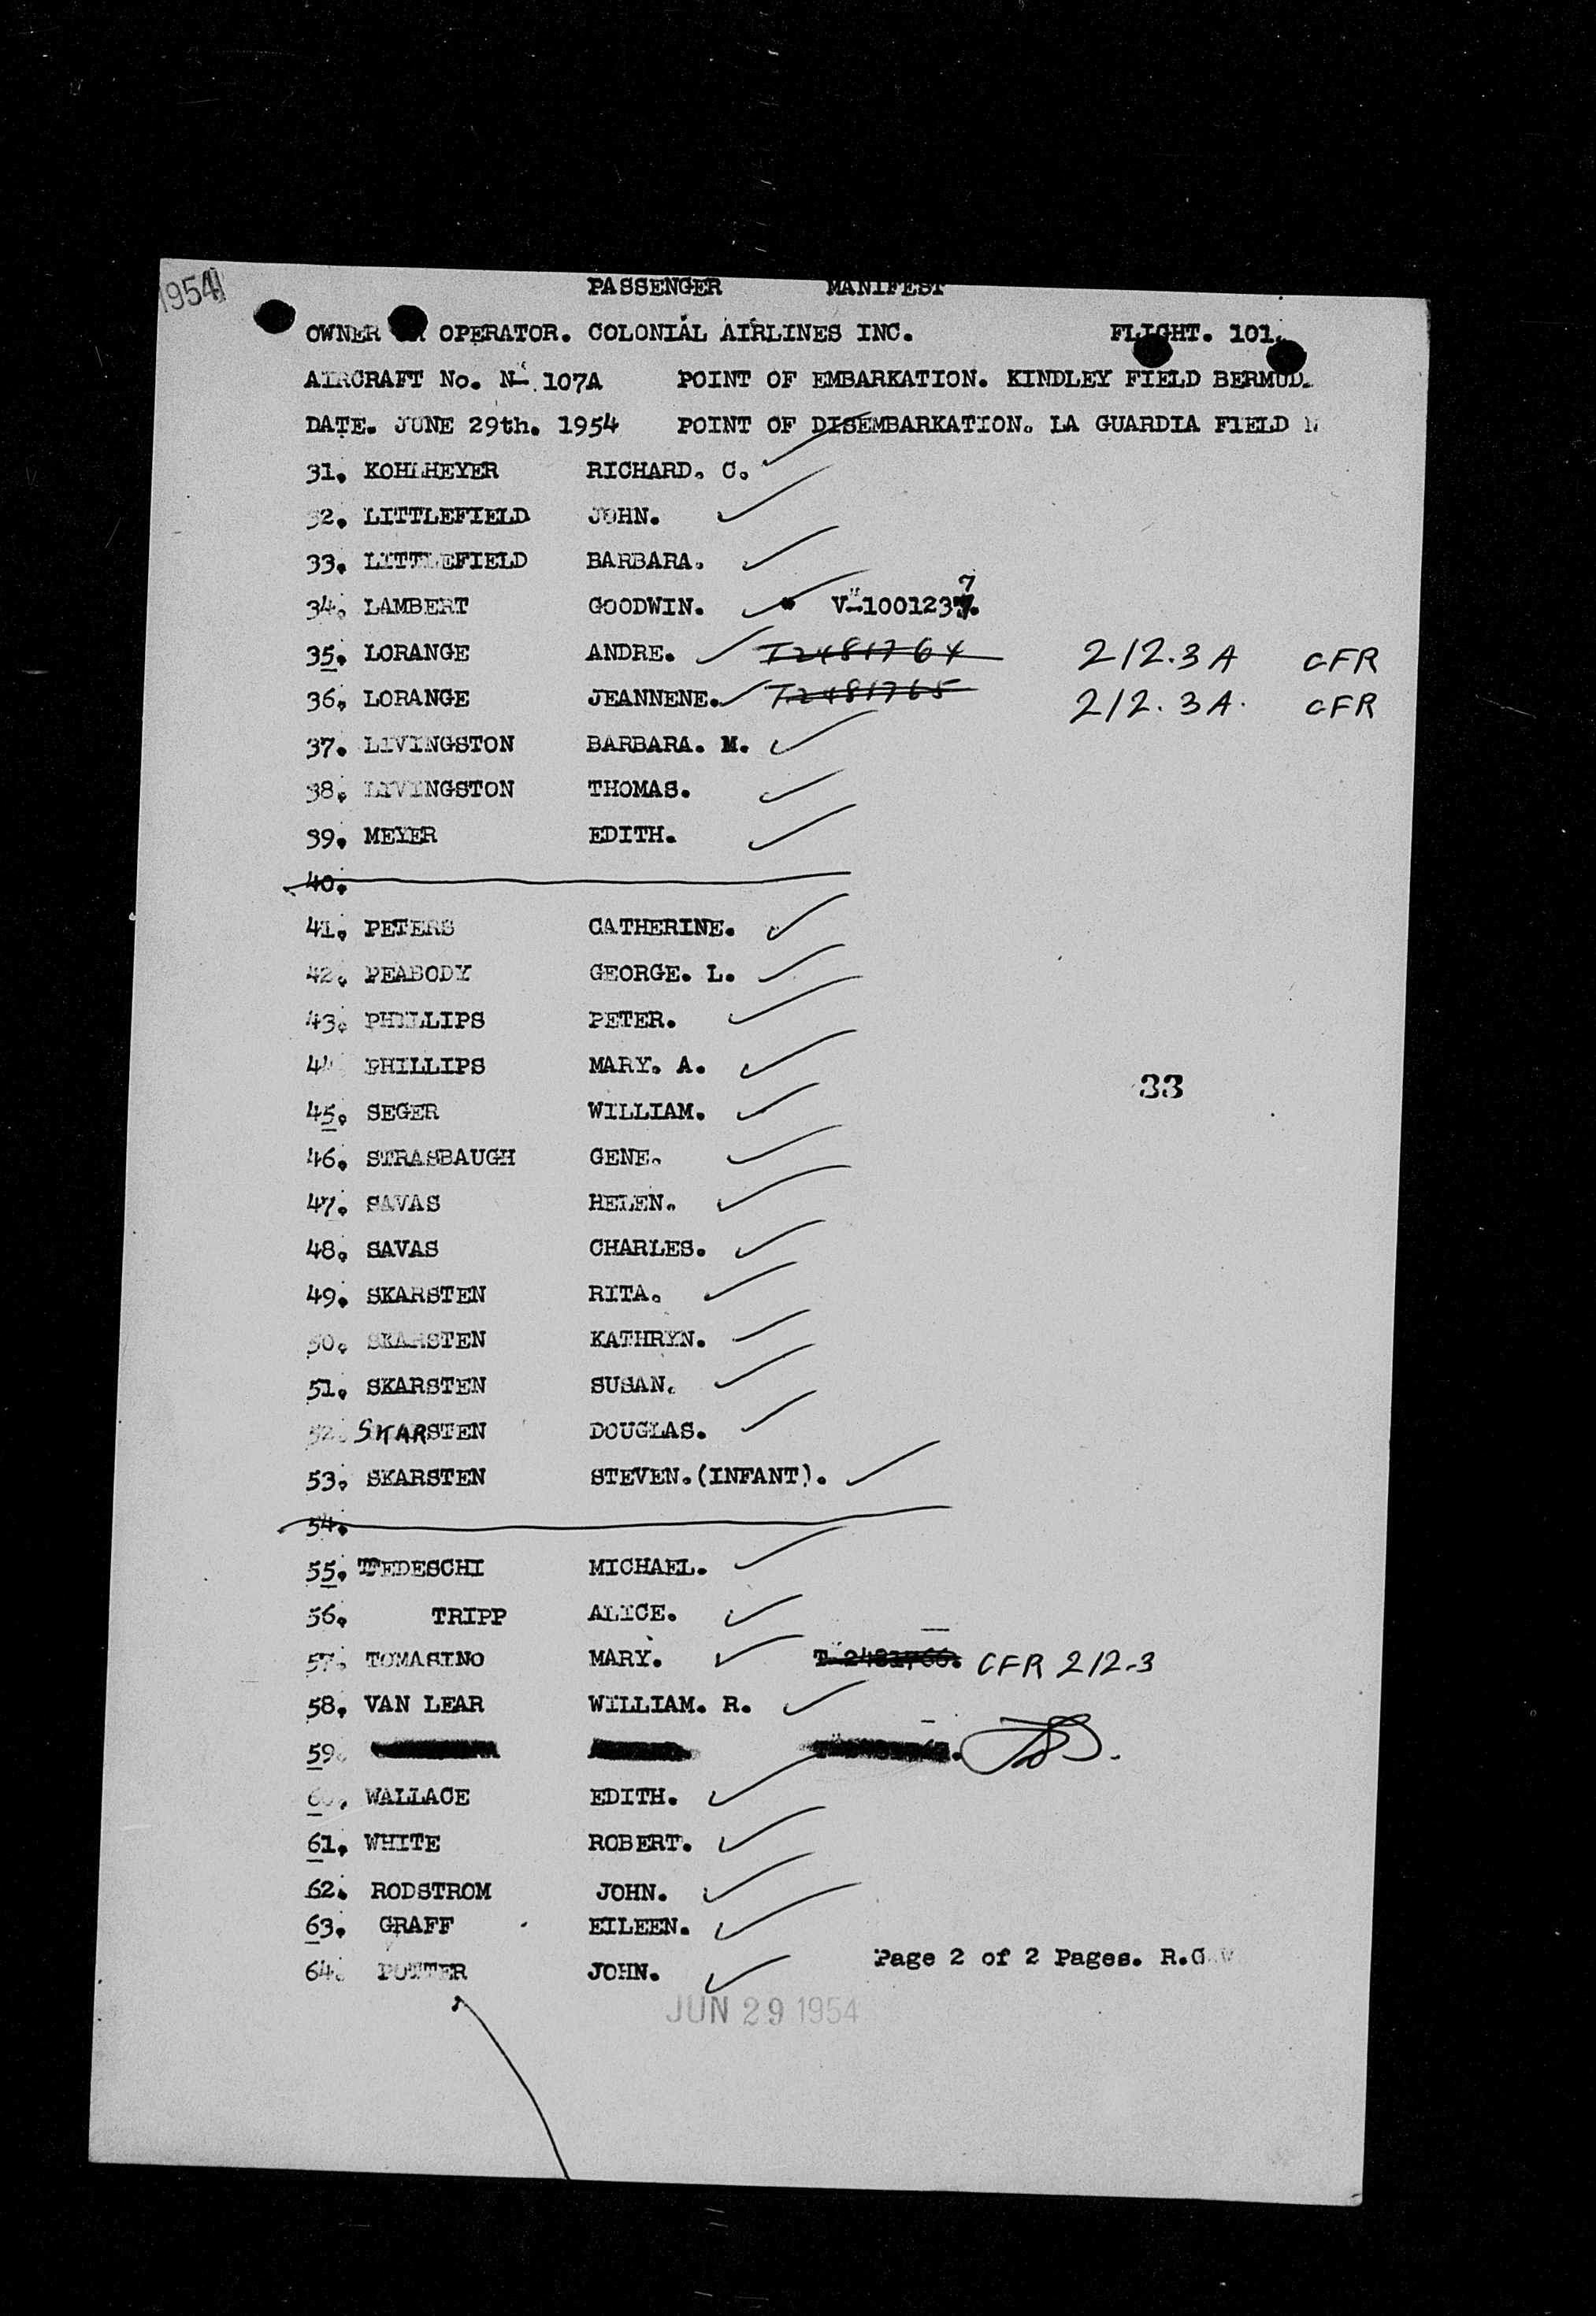 1954
PASSENGER MANIFEST
OWNER OPERATOR. COLONIAL AIRLINES INC. FLIGHT. 101.
AIRCRAFT No. N- 107A POINT OF EMBARKATION. KINDLEY FIELD BERMUD.
DATE. JUNE 29th. 1954 POINT OF DISEMBARKATION. LA GUARDIA FIELD
31. KOHLHEYER RICHARD. C.
32. LITTLEFIELD JOHN.
33. LITTLEFIELD BARBARA.
34. LAMBERT GOODWIN. V-1001237.
35. LORANGE ANDRE. T2481764 212.3A CFR
36. LORANGE JEANNENE. T2481765 212.3A. CFR
37. LIVINGSTON BARBARA. M.
38. LIVINGSTON THOMAS.
39. MEYER EDITH.
40.
41. PETERS CATHERINE.
42. PEABODY GEORGE. L.
43. PHILLIPS PETER.
44 PHILLIPS MARY. A.
33
45. SEGER WILLIAM.
46. STRASBAUGH GENE.
47. SAVAS HELEN.
48. SAVAS CHARLES.
49. SKARSTEN RITA.
50. SKARSTEN KATHRYN.
51. SKARSTEN SUSAN.
52. SKARSTEN DOUGLAS.
53. SKARSTEN STEVEN.(INFANT).
54.
55. TEDESCHI MICHAEL.
56. TRIPP ALICE.
57. TOMASINO MARY. T-2481766. CFR 212.3
58. VAN LEAR WILLIAM. R.
59.
60. WALLACE EDITH.
61. WHITE ROBERT.
62. RODSTROM JOHN.
63. GRAFF EILEEN.
Page 2 of 2 Pages. R.G
64. POTTER JOHN.
JUN 29 1954